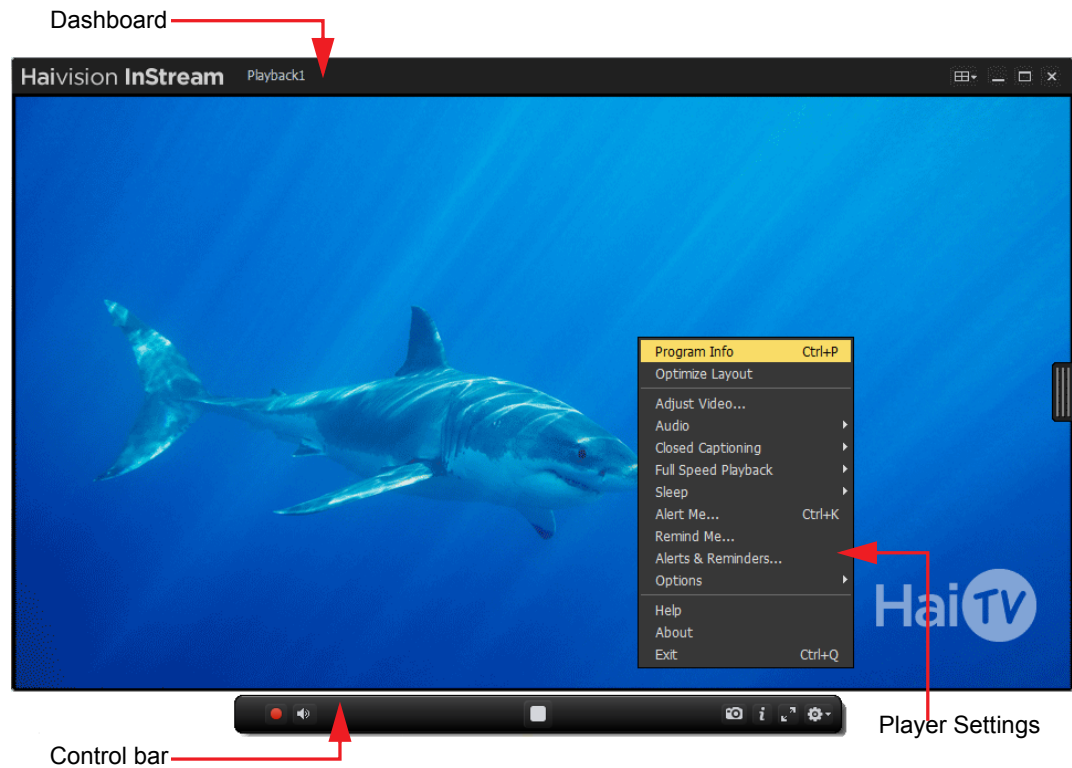 Dashboard
Haivision InStream Playback1
Program Info Ctrl+P
Optimize Layout
Adjust Video...
Audio
Closed Captioning
Full Speed Playback
Sleep
Alert Me... Ctrl+K
Remind Me...
Alerts & Reminders...
Options
Help
About
Exit Ctrl+Q
HaiTV
Player Settings
Control bar